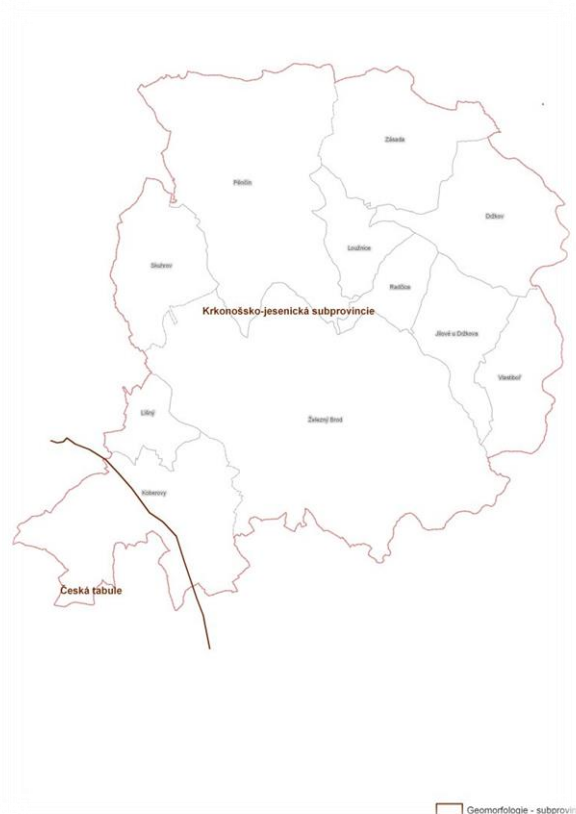 Zásada
Pěnčín
Držkov
Loužnice
Skuhrov
Radčice
Krkonošsko-jesenická subprovincie
Jílové u Držkova
Vlastiboř
Líšný
Železný Brod
Koberovy
Česká tabule
Geomorfologie - subprovin